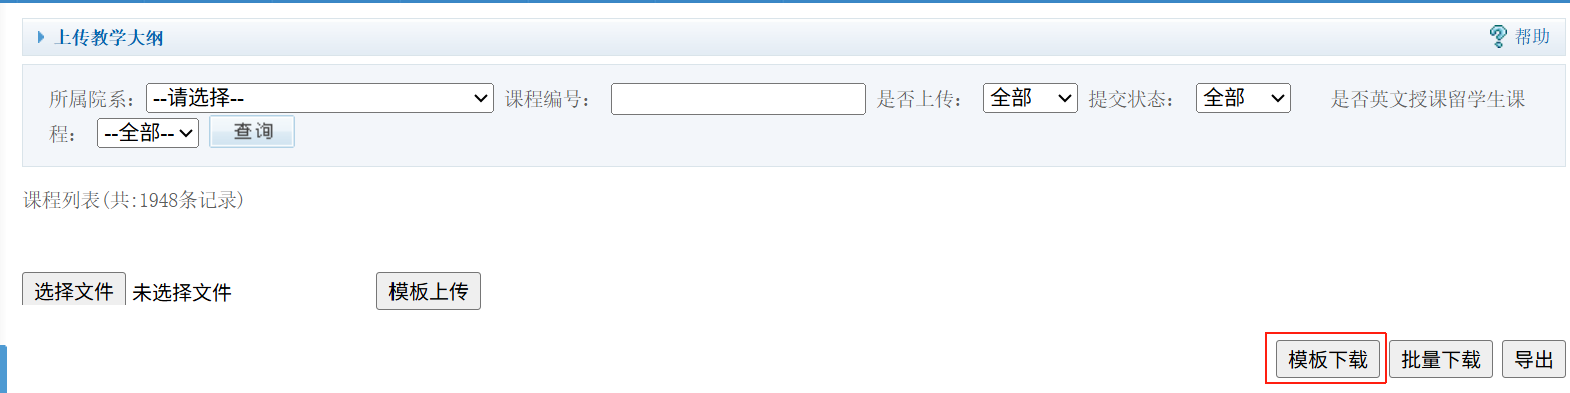 上传教学大纲
帮助
所属院系: --请选择-- 课程编号: 是否上传: 全部 提交状态: 全部 是否英文授课留学生课
程: --全部-- 查询
课程列表(共:1948条记录)
选择文件 未选择文件 模板上传
模板下载 批量下载 导出